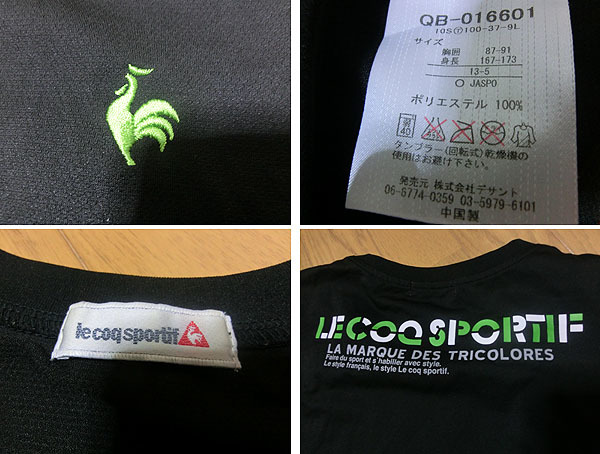 QB-016601
10S⑦100-37-9L
サイズ
胸囲 87-91
身長 167-173
13-5
○ JASPO
ポリエステル 100%
40
タンブラー(回転式)乾燥機の
使用はお避け下さい。
発売元 株式会社デサント
06-6774-0359 03-5979-6101
中国製
le coq sportif
LE COQ SPORTIF
LA MARQUE DES TRICOLORES
Faire du sport et s'habiller avec style.
Le style français, le style Le coq sportif.